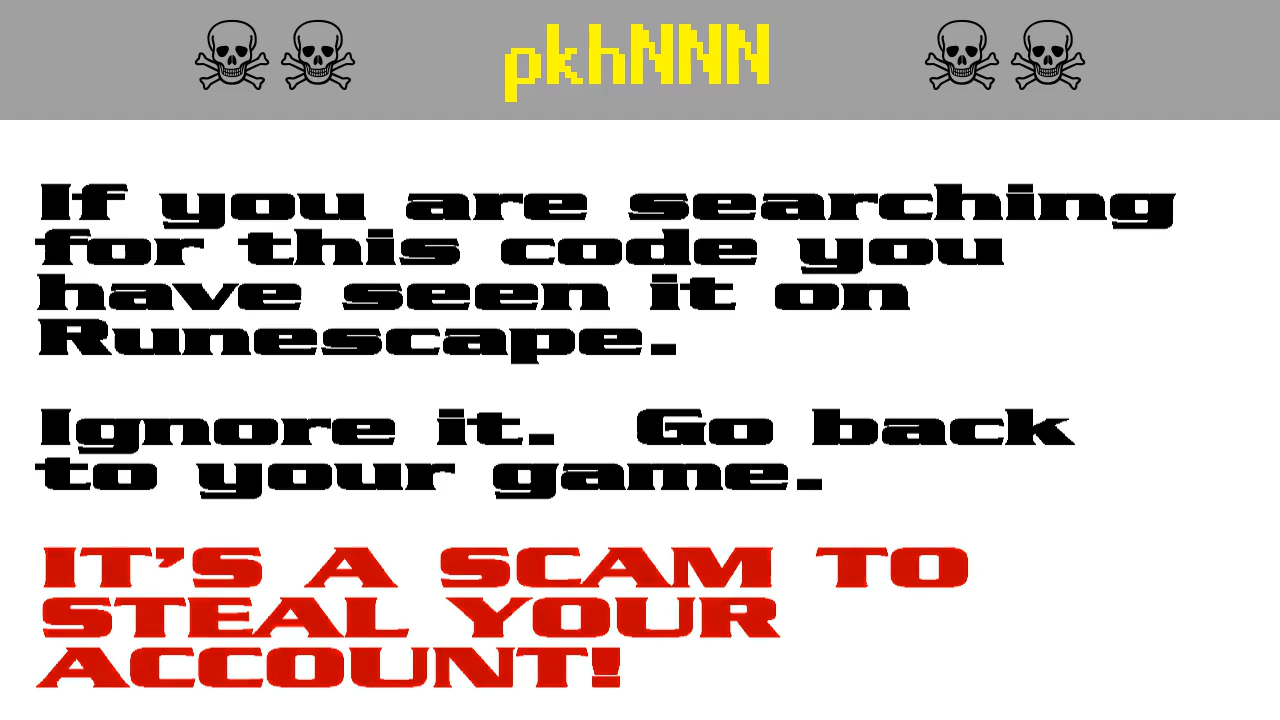 pkhNNN
If you are searching
for this code you
have seen it on
Runescape.
Ignore it. Go back
to your game.
IT'S A SCAM TO
STEAL YOUR
ACCOUNT!